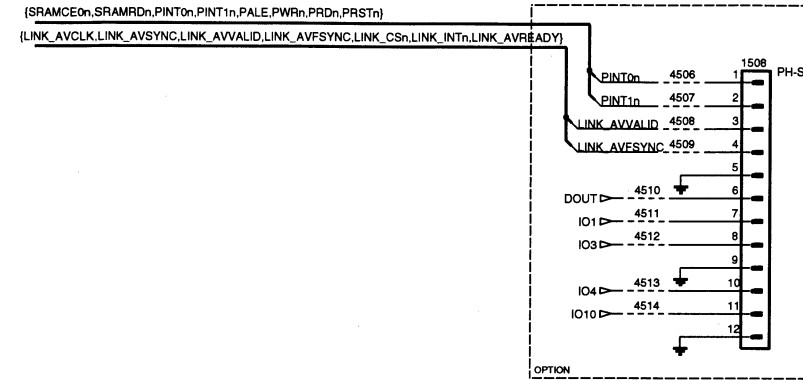 {SRAMCE0n,SRAMRDn,PINT0n,PINT1n,PALE,PWRn,PRDn,PRSTn}
{LINK_AVCLK,LINK_AVSYNC,LINK_AVVALID,LINK_AVFSYNC,LINK_CSn,LINK_INTn,LINK_AVREADY}
1508
PH-S
PINT0n 4506 1
PINT1n 4507 2
LINK_AVVALID 4508 3
LINK_AVFSYNC 4509 4
5
DOUT 4510 6
IO1 4511 7
IO3 4512 8
9
IO4 4513 10
IO10 4514 11
12
OPTION